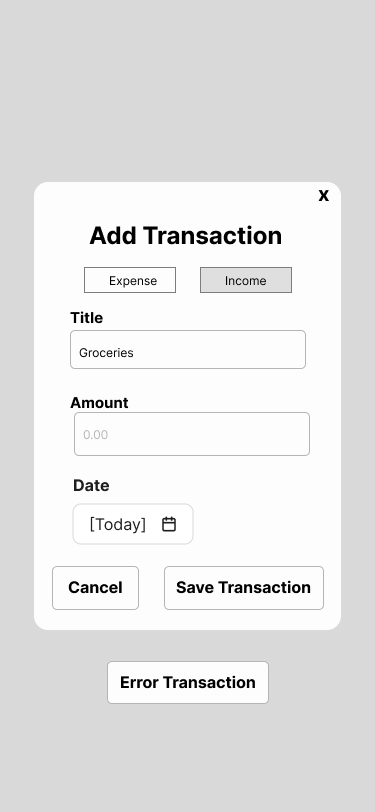 X
Add Transaction
Expense Income
Title
Groceries
Amount
0.00
Date
[Today]
Cancel Save Transaction
Error Transaction